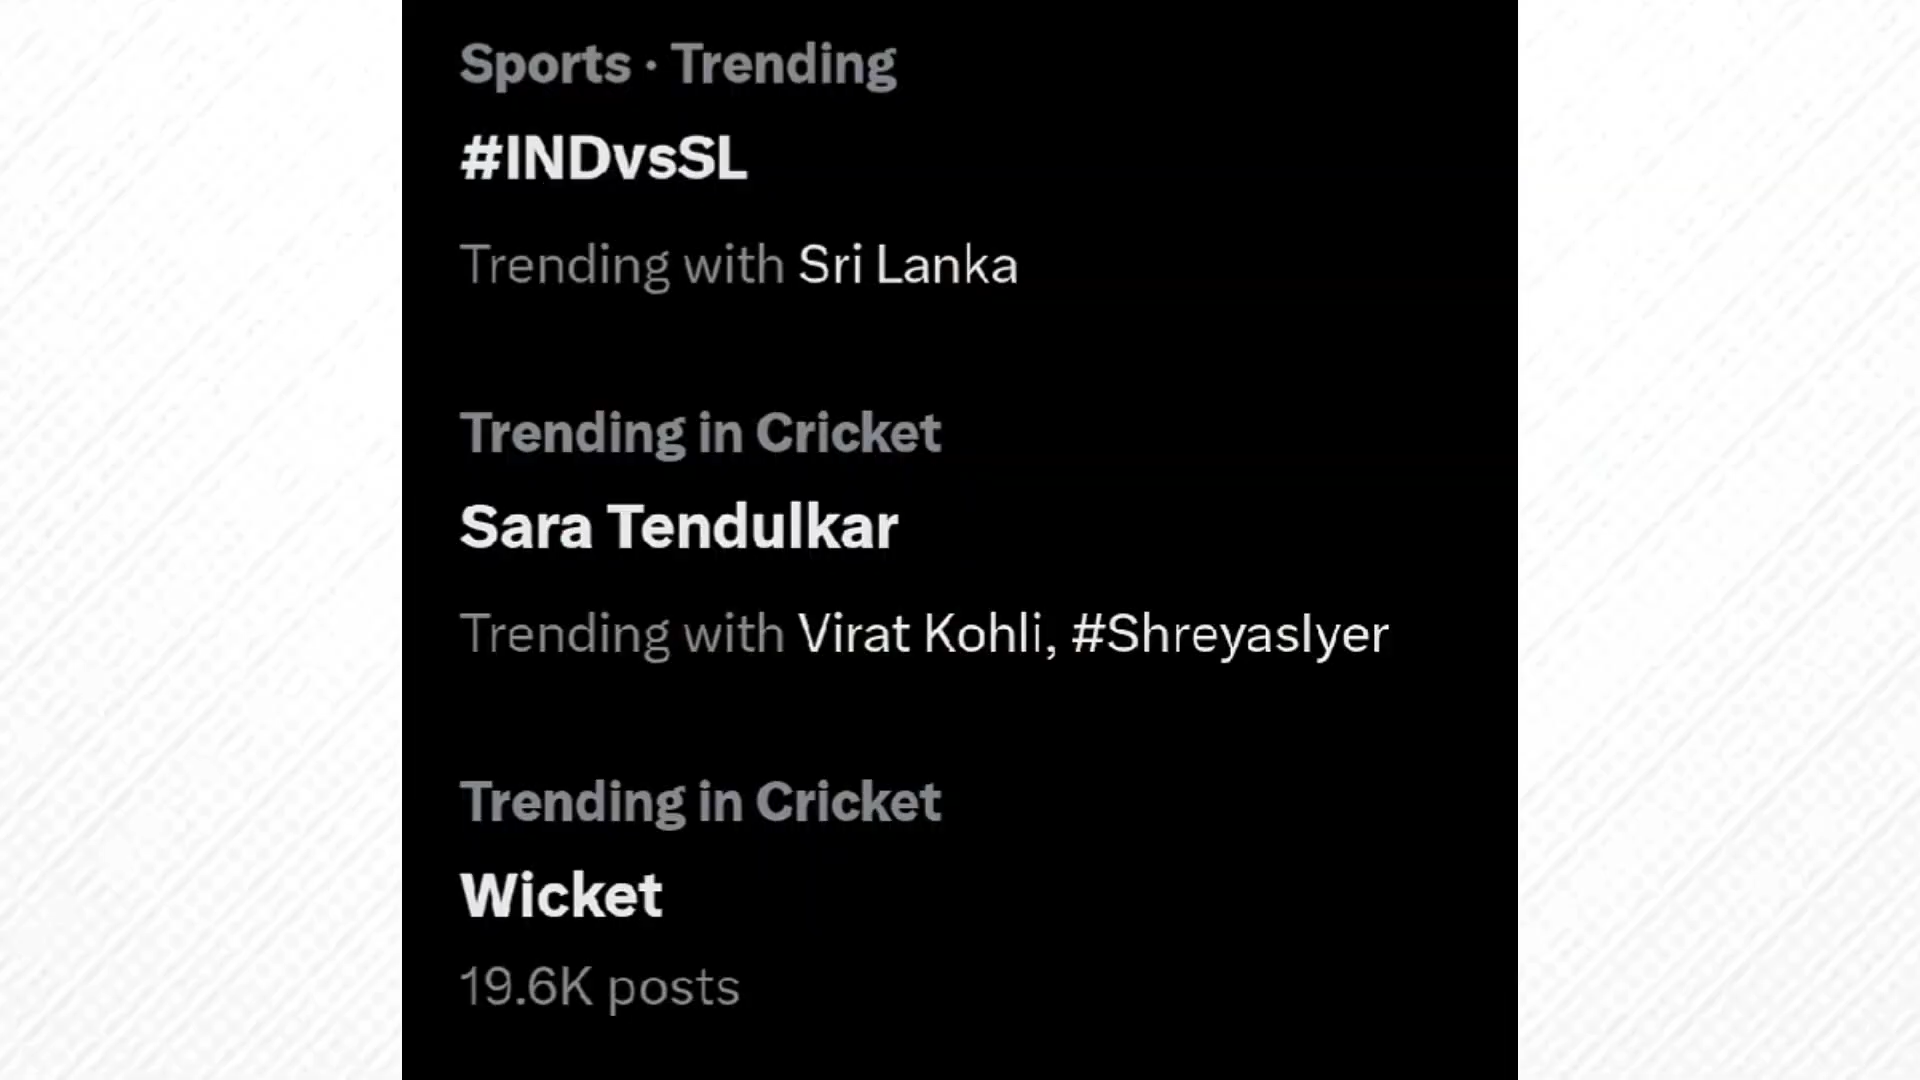 Sports · Trending
#INDvsSL
Trending with Sri Lanka
Trending in Cricket
Sara Tendulkar
Trending with Virat Kohli, #ShreyasIyer
Trending in Cricket
Wicket
19.6K posts